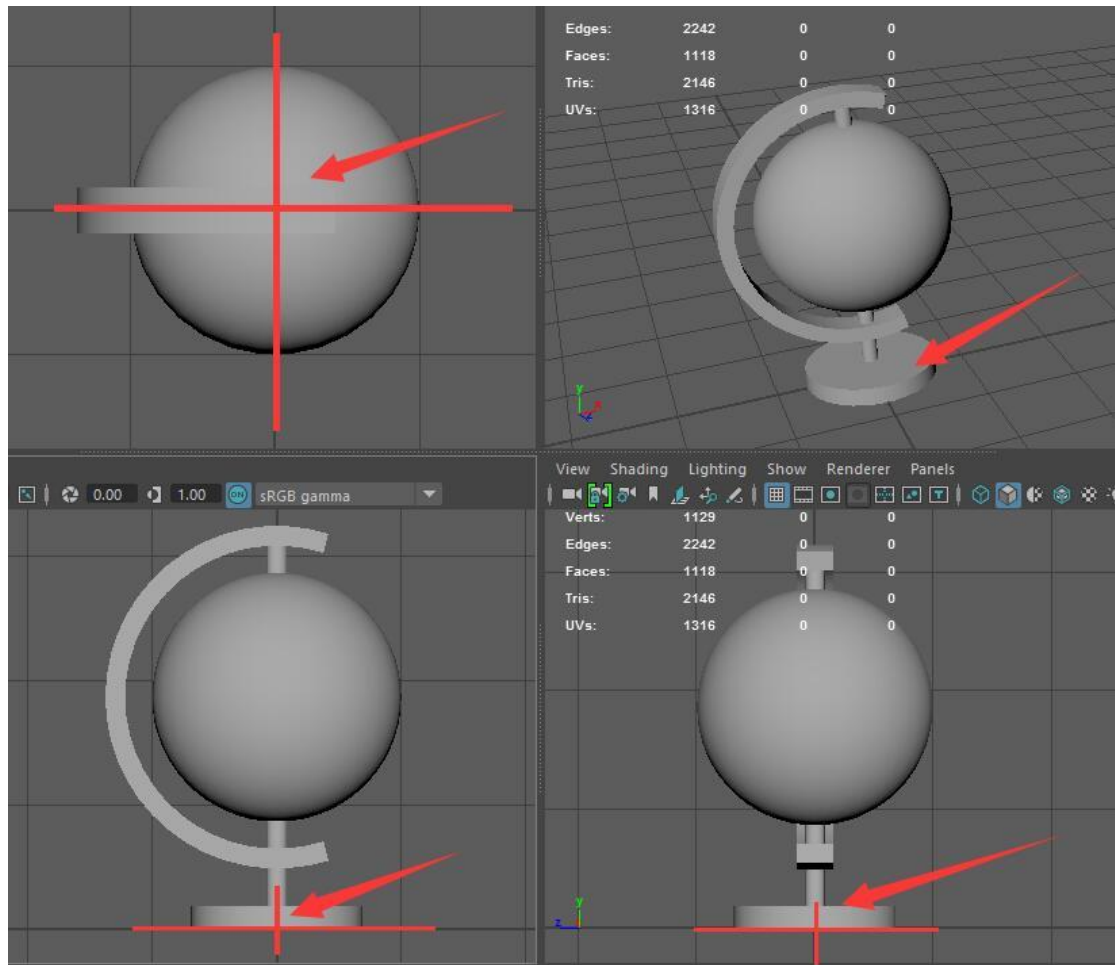 Edges: 2242 0 0
Faces: 1118 0 0
Tris: 2146 0 0
UVs: 1316 0 0
y
x
z
View Shading Lighting Show Renderer Panels
0.00 1.00 ON sRGB gamma
Verts: 1129 0 0
Edges: 2242 0 0
Faces: 1118 0 0
Tris: 2146 0 0
UVs: 1316 0 0
y
z